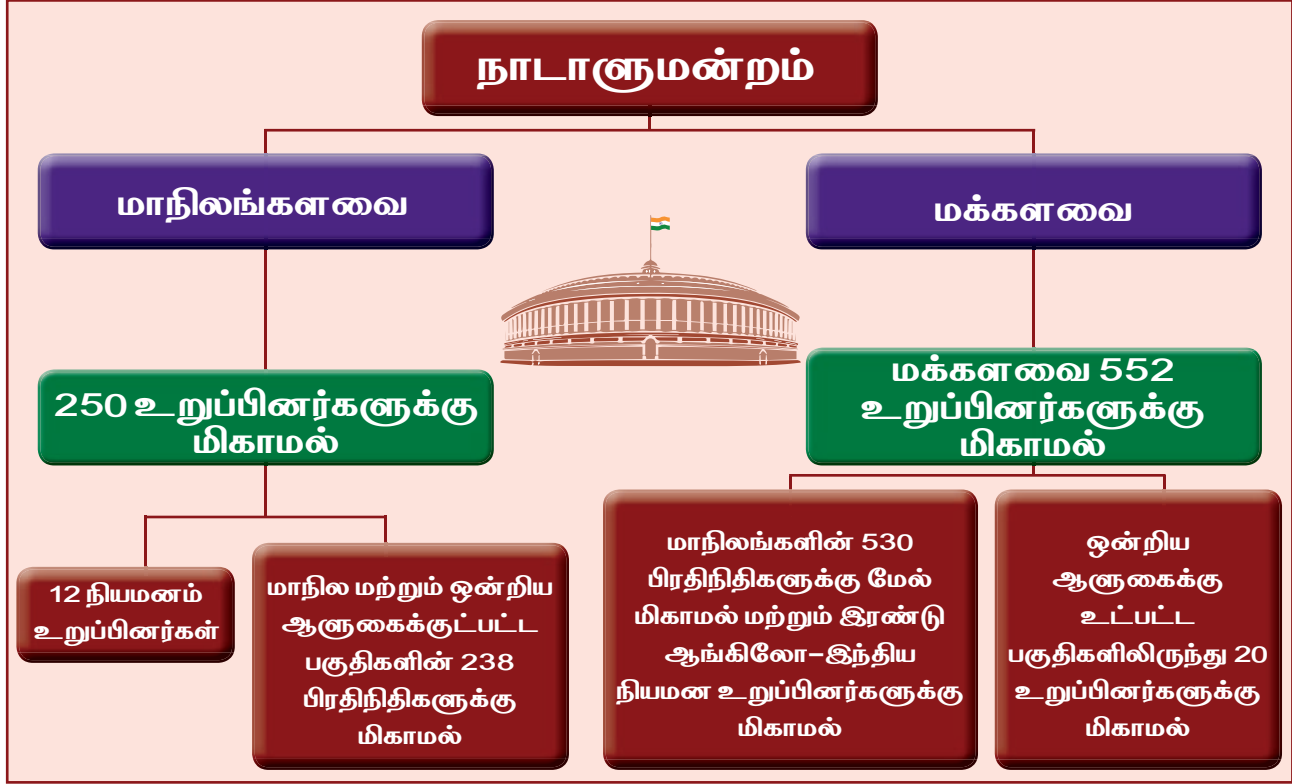 நாடாளுமன்றம்
மாநிலங்களவை
மக்களவை
250 உறுப்பினர்களுக்கு
மிகாமல்
மக்களவை 552
உறுப்பினர்களுக்கு
மிகாமல்
12 நியமனம்
உறுப்பினர்கள்
மாநில மற்றும் ஒன்றிய
ஆளுகைக்குட்பட்ட
பகுதிகளின் 238
பிரதிநிதிகளுக்கு
மிகாமல்
மாநிலங்களின் 530
பிரதிநிதிகளுக்கு மேல்
மிகாமல் மற்றும் இரண்டு
ஆங்கிலோ–இந்திய
நியமன உறுப்பினர்களுக்கு
மிகாமல்
ஒன்றிய
ஆளுகைக்கு
உட்பட்ட
பகுதிகளிலிருந்து 20
உறுப்பினர்களுக்கு
மிகாமல்